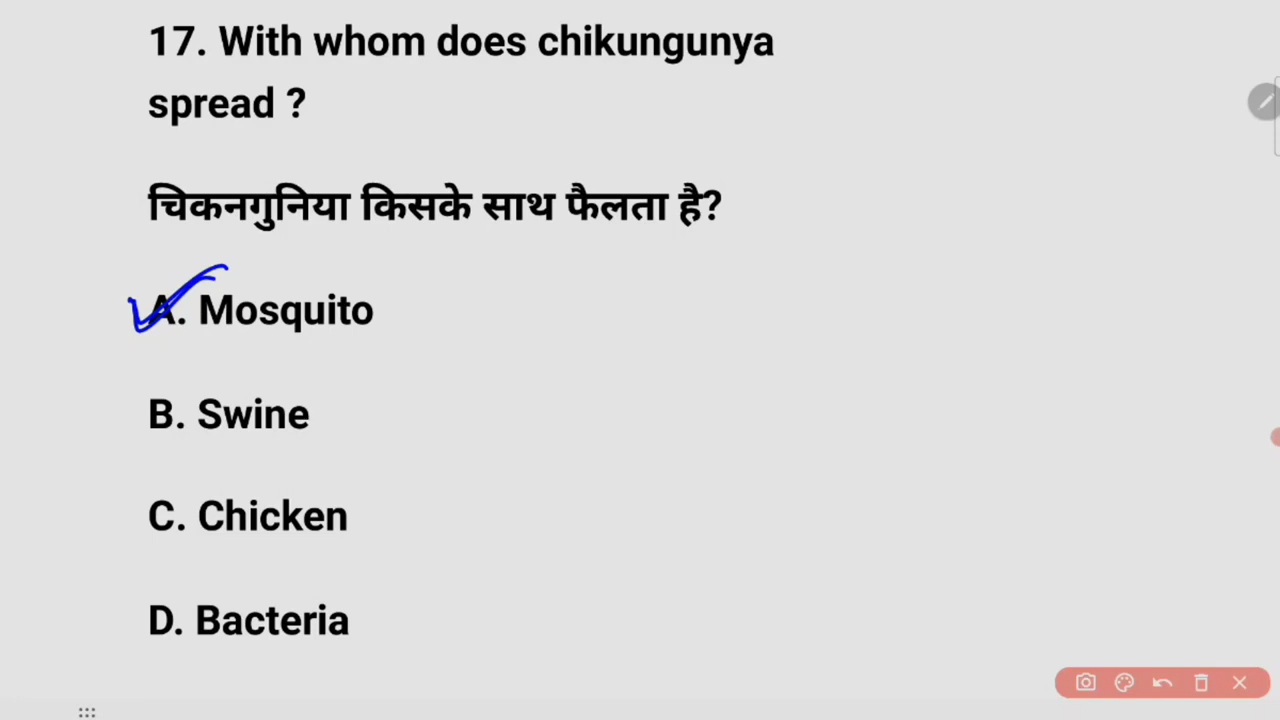 17. With whom does chikungunya
spread ?
चिकनगुनिया किसके साथ फैलता है?
A. Mosquito
B. Swine
C. Chicken
D. Bacteria